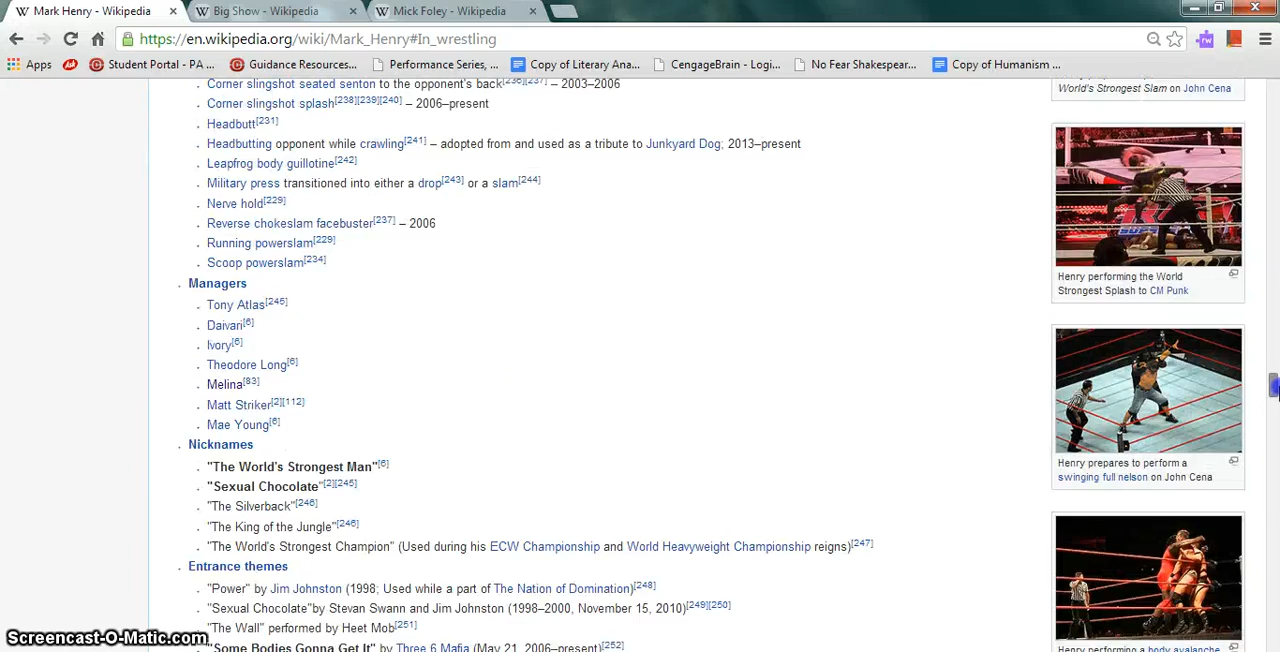 Mark Henry - Wikipedia
Big Show - Wikipedia
Mick Foley - Wikipedia
https://en.wikipedia.org/wiki/Mark_Henry#In_wrestling
Apps
Ask
Student Portal - PA ...
Guidance Resources...
Performance Series, ...
Copy of Literary Ana...
CengageBrain - Logi...
No Fear Shakespear...
Copy of Humanism ...
Corner slingshot seated senton to the opponent's back[236][237] – 2003–2006
Corner slingshot splash[238][239][240] – 2006–present
Headbutt[231]
Headbutting opponent while crawling[241] – adopted from and used as a tribute to Junkyard Dog; 2013–present
Leapfrog body guillotine[242]
Military press transitioned into either a drop[243] or a slam[244]
Nerve hold[229]
Reverse chokeslam facebuster[237] – 2006
Running powerslam[229]
Scoop powerslam[234]
Managers
Tony Atlas[245]
Daivari[6]
Ivory[6]
Theodore Long[6]
Melina[83]
Matt Striker[2][112]
Mae Young[6]
Nicknames
"The World's Strongest Man"[6]
"Sexual Chocolate"[2][245]
"The Silverback"[246]
"The King of the Jungle"[246]
"The World's Strongest Champion" (Used during his ECW Championship and World Heavyweight Championship reigns)[247]
Entrance themes
"Power" by Jim Johnston (1998; Used while a part of The Nation of Domination)[248]
"Sexual Chocolate"by Stevan Swann and Jim Johnston (1998–2000, November 15, 2010)[249][250]
"The Wall" performed by Heet Mob[251]
"Some Bodies Gonna Get It" by Three 6 Mafia (May 21, 2006–present)[252]
World's Strongest Slam on John Cena
Henry performing the World
Strongest Splash to CM Punk
Henry prepares to perform a
swinging full nelson on John Cena
Henry performing a body avalanche
Screencast-O-Matic.com